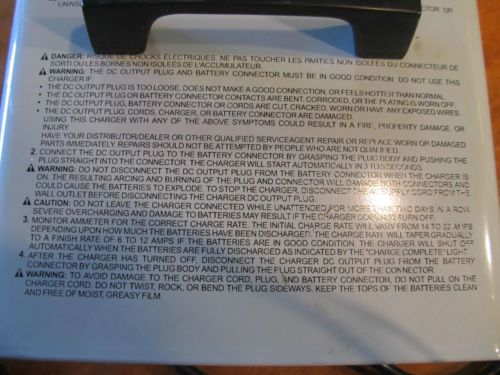 UNINS
CONNECTOR, OR
⚠ DANGER: RISQUE DE CHOCKS ÉLECTRIQUES. NE PAS TOUCHER LES PARTIES NON ISOLÉES DU CONNECTEUR DE
SORTI OU LES BORNES NON ISOLÉES DE L'ACCUMULATEUR.
⚠ WARNING: THE DC OUTPUT PLUG AND BATTERY CONNECTOR MUST BE IN GOOD CONDITION. DO NOT USE THIS
CHARGER IF
• THE DC OUTPUT PLUG IS TOO LOOSE, DOES NOT MAKE A GOOD CONNECTION, OR FEELS HOTTER THAN NORMAL
• THE DC OUTPUT PLUG OR BATTERY CONNECTOR CONTACTS ARE BENT, CORRODED, OR THE PLATING IS WORN OFF.
• THE DC OUTPUT PLUG, BATTERY CONNECTOR OR CORDS ARE CUT, CRACKED, WORN OR HAVE ANY EXPOSED WIRES.
• THE DC OUTPUT PLUG, CORDS, CHARGER, OR BATTERY CONNECTOR ARE DAMAGED.
USING THIS CHARGER WITH ANY OF THE ABOVE SYMPTOMS COULD RESULT IN A FIRE, PROPERTY DAMAGE, OR
INJURY.
HAVE YOUR DISTRIBUTOR/DEALER OR OTHER QUALIFIED SERVICE AGENT REPAIR OR REPLACE WORN OR DAMAGED
PARTS IMMEDIATELY. REPAIRS SHOULD NOT BE ATTEMPTED BY PEOPLE WHO ARE NOT QUALIFIED.
2. CONNECT THE DC OUTPUT PLUG TO THE BATTERY CONNECTOR BY GRASPING THE PLUG BODY AND PUSHING THE
PLUG STRAIGHT INTO THE CONNECTOR. THE CHARGER WILL START AUTOMATICALLY IN 3 TO 5 SECONDS.
⚠ WARNING: DO NOT DISCONNECT THE DC OUTPUT PLUG FROM THE BATTERY CONNECTOR WHEN THE CHARGER IS
ON. THE RESULTING ARCING AND BURNING OF THE PLUG AND CONNECTOR WILL DAMAGE BOTH CONNECTORS AND
COULD CAUSE THE BATTERIES TO EXPLODE. TO STOP THE CHARGER, DISCONNECT THE AC SUPPLY CORD FROM THE
WALL OUTLET BEFORE DISCONNECTING THE CHARGER DC OUTPUT PLUG.
⚠ CAUTION: DO NOT LEAVE THE CHARGER CONNECTED WHILE UNATTENDED FOR MORE THAN TWO DAYS IN A ROW
SEVERE OVERCHARGING AND DAMAGE TO BATTERIES MAY RESULT IF THE CHARGER DOES NOT TURN OFF.
3. MONITOR AMMETER FOR THE CORRECT CHARGE RATE. THE INITIAL CHARGE RATE WILL VARY FROM 14 TO 22 AMPS
DEPENDING UPON HOW MUCH THE BATTERIES HAVE BEEN DISCHARGED. THE CHARGE RATE WILL TAPER GRADUALLY
TO A FINISH RATE OF 6 TO 12 AMPS IF THE BATTERIES ARE IN GOOD CONDITION. THE CHARGER WILL SHUT OFF
AUTOMATICALLY WHEN THE BATTERIES ARE FULLY DISCHARGED AS INDICATED BY THE "CHARGE COMPLETE" LIGHT
4. AFTER THE CHARGER HAS TURNED OFF, DISCONNECT THE CHARGER DC OUTPUT PLUG FROM THE BATTERY
CONNECTOR BY GRASPING THE PLUG BODY AND PULLING THE PLUG STRAIGHT OUT OF THE CONNECTOR.
⚠ WARNING: TO AVOID DAMAGE TO THE CHARGER CORD, PLUG, AND BATTERY CONNECTOR, DO NOT PULL ON THE
CHARGER CORD. DO NOT TWIST, ROCK, OR BEND THE PLUG SIDEWAYS. KEEP THE TOPS OF THE BATTERIES CLEAN
AND FREE OF MOIST, GREASY FILM.